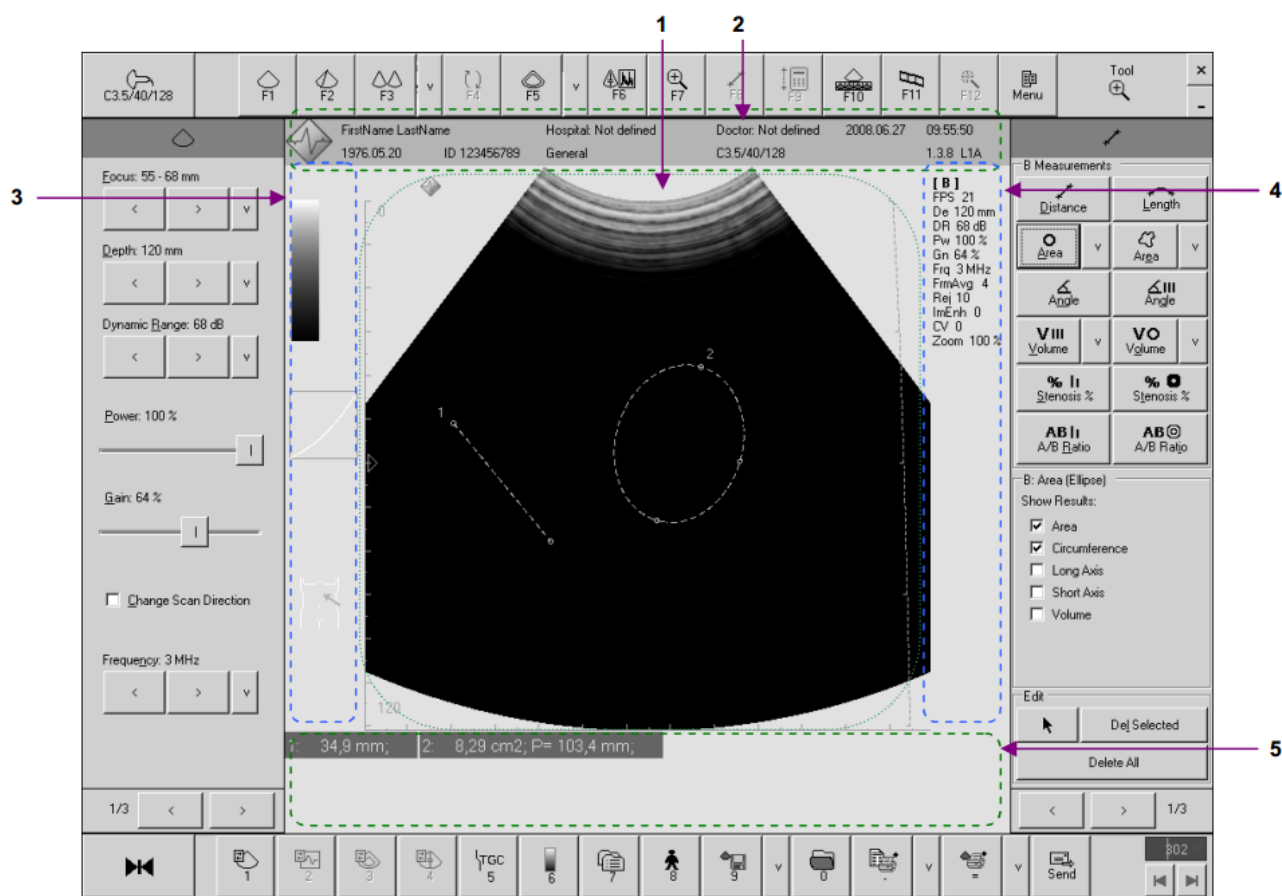 1 2
Tool
C3.5/40/128 F1 F2 F3 v F4 F5 v F6 F7 F8 F9 F10 F11 F12 Menu
FirstName LastName Hospital: Not defined Doctor: Not defined 2008.06.27 09:55:50
1976.05.20 ID 123456789 General C3.5/40/128 1.3.8 L1A
3
Focus: 55 - 68 mm
< > v
Depth: 120 mm
< > v
Dynamic Range: 68 dB
< > v
Power: 100 %
Gain: 64 %
Change Scan Direction
Frequency: 3 MHz
< > v
1/3 < >
0
1
2
120
[ B ]
FPS 21
De 120 mm
DR 68 dB
Pw 100 %
Gn 64 %
Frq 3 MHz
FrmAvg 4
Rej 10
ImEnh 0
CV 0
Zoom 100 %
4
1: 34,9 mm; 2: 8,29 cm2; P= 103,4 mm;
5
B Measurements
Distance Length
Area v Area v
Angle Angle
V III VO
Volume v Volume v
% %
Stenosis % Stenosis %
AB AB
A/B Ratio A/B Ratio
B: Area (Ellipse)
Show Results:
Area
Circumference
Long Axis
Short Axis
Volume
Edit
Del Selected
Delete All
< > 1/3
TGC 302
1 2 3 4 5 6 7 8 9 v 0 . v = v Send